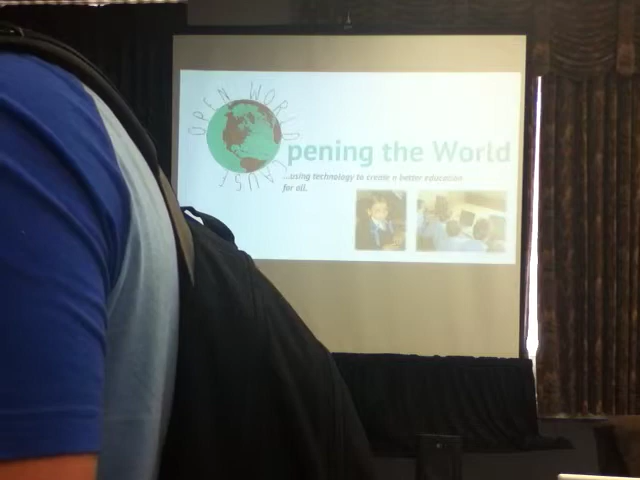 OPEN WORLD
CAUSE
pening the World
...using technology to create a better education
for all.